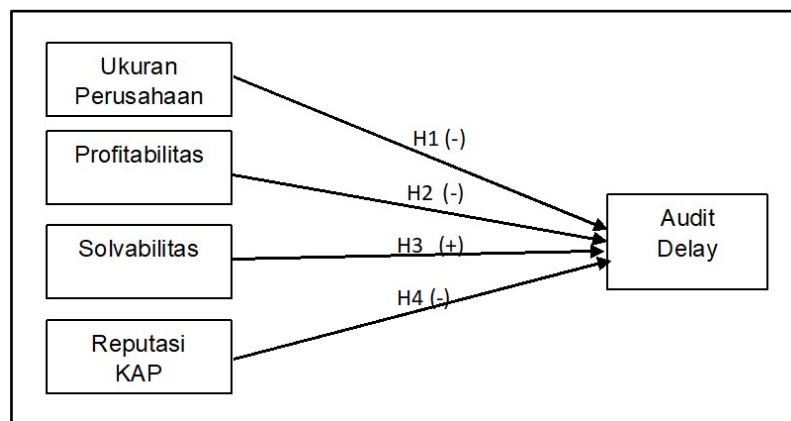 Ukuran
Perusahaan
H1 (-)
Profitabilitas
H2 (-)
Audit
Delay
Solvabilitas
H3 (+)
H4 (-)
Reputasi
KAP